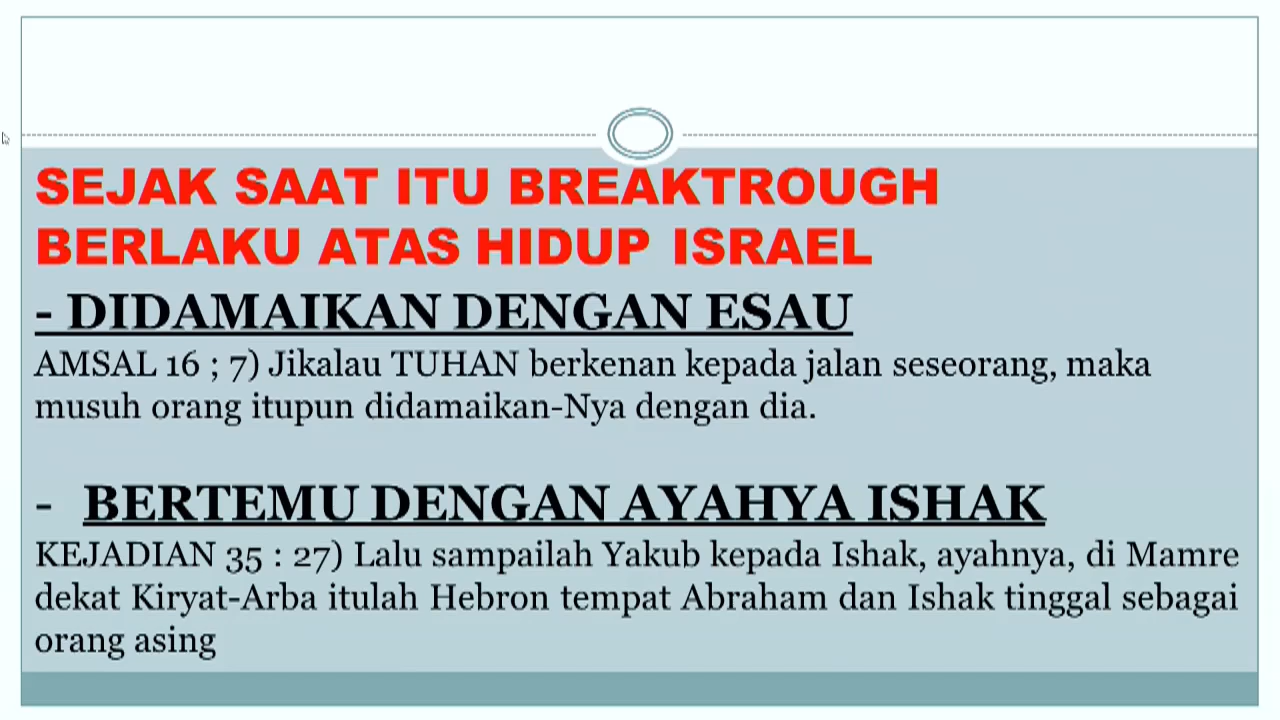 SEJAK SAAT ITU BREAKTROUGH
BERLAKU ATAS HIDUP ISRAEL
- DIDAMAIKAN DENGAN ESAU
AMSAL 16 ; 7) Jikalau TUHAN berkenan kepada jalan seseorang, maka
musuh orang itupun didamaikan-Nya dengan dia.
- BERTEMU DENGAN AYAHYA ISHAK
KEJADIAN 35 : 27) Lalu sampailah Yakub kepada Ishak, ayahnya, di Mamre
dekat Kiryat-Arba itulah Hebron tempat Abraham dan Ishak tinggal sebagai
orang asing